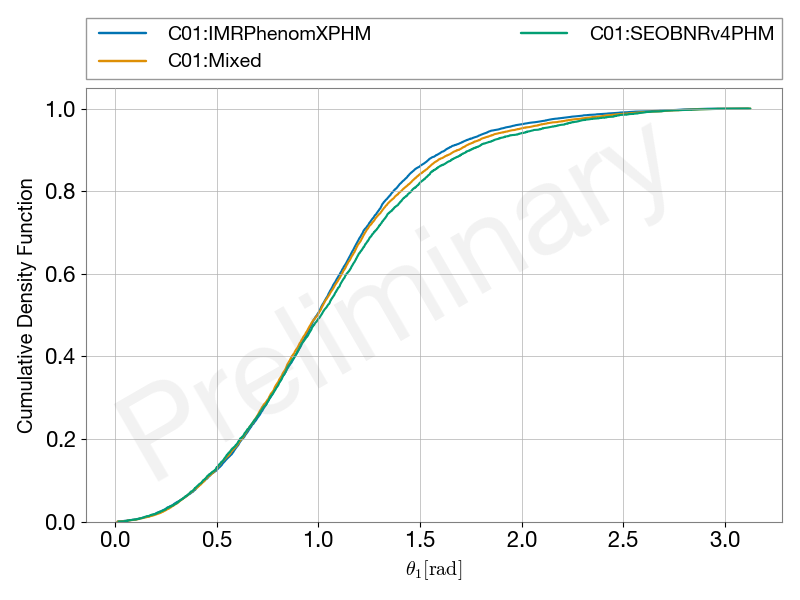 C01:IMRPhenomXPHM
C01:Mixed
C01:SEOBNRv4PHM
Cumulative Density Function
1.0
0.8
0.6
0.4
0.2
0.0
Preliminary
0.0 0.5 1.0 1.5 2.0 2.5 3.0
θ₁[rad]